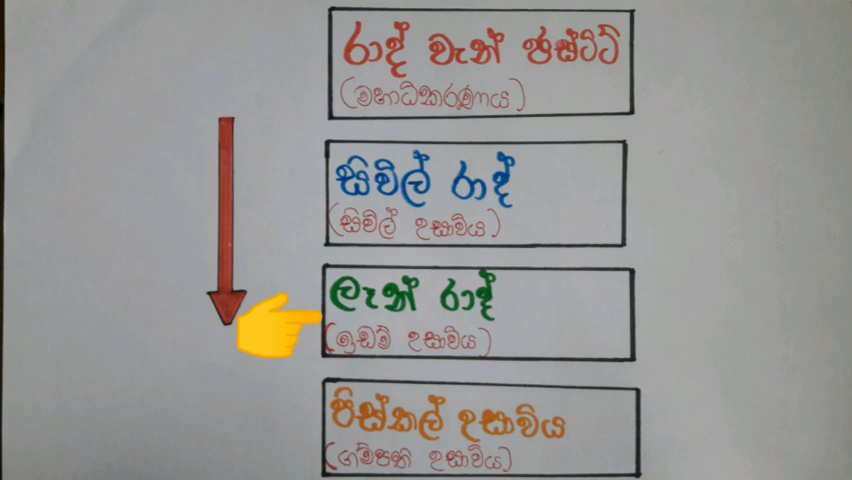 රාද් වැන් ජස්ටිට්
(මහාධිකරණය)
සිවිල් රාද්
(සිවිල් උසාවිය)
ලෑන් රාද්
(ඉඩම් උසාවිය)
පිස්කල් උසාවිය
(ගම්පති උසාවිය)